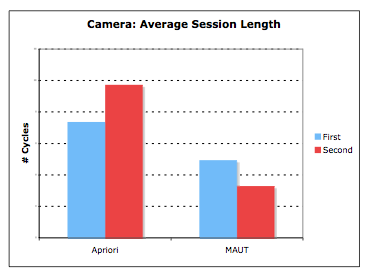 Camera: Average Session Length
# Cycles
First
Second
Apriori
MAUT